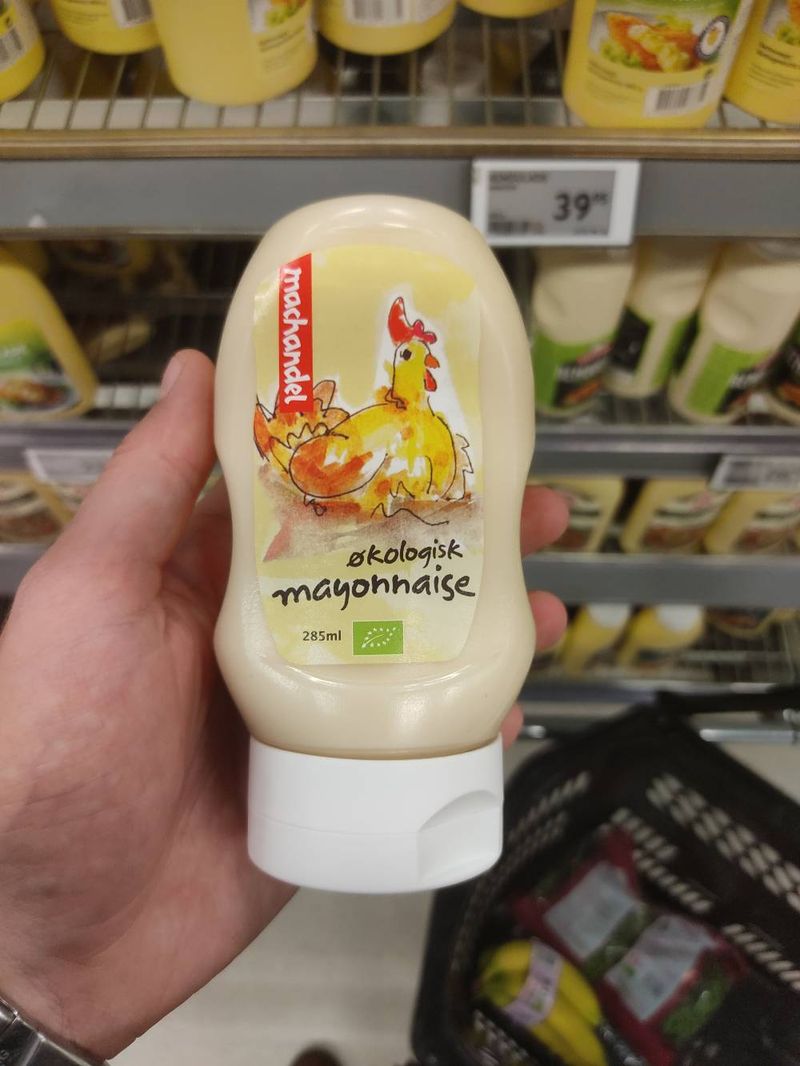 39
machandel
økologisk
mayonnaise
285ml